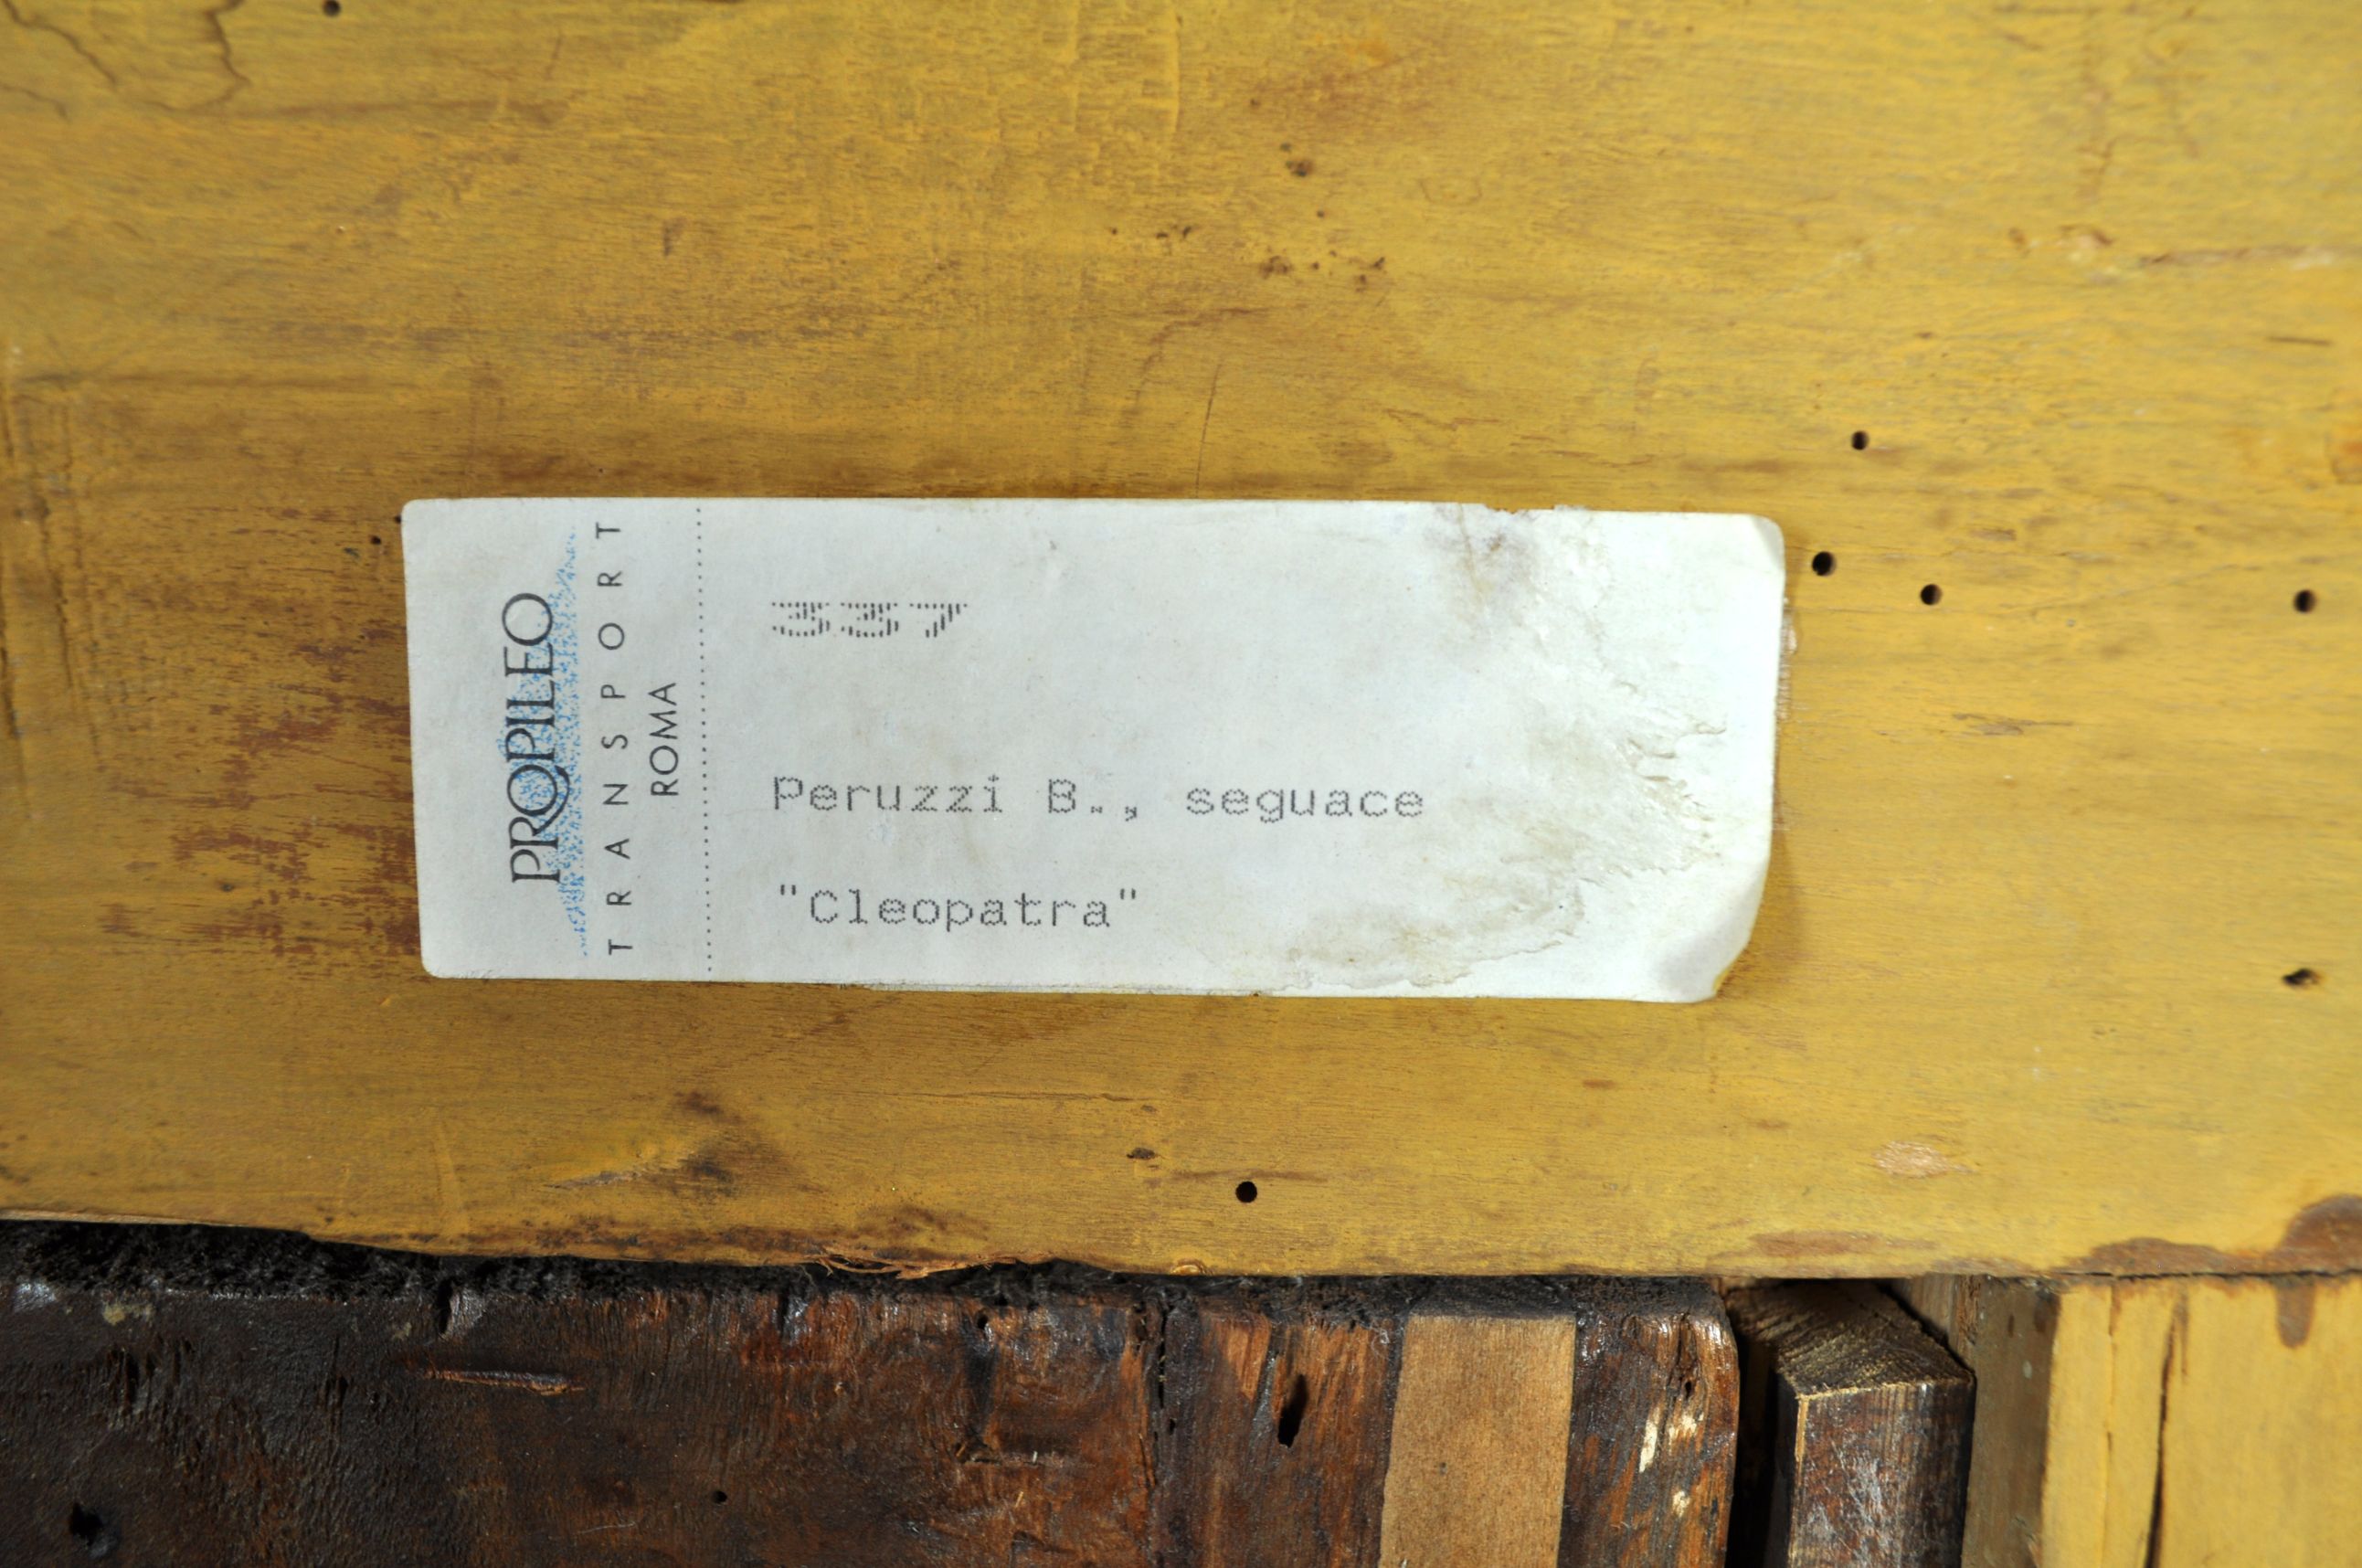 PROPILEO
TRANSPORT
ROMA
337
Peruzzi B., seguace
"Cleopatra"